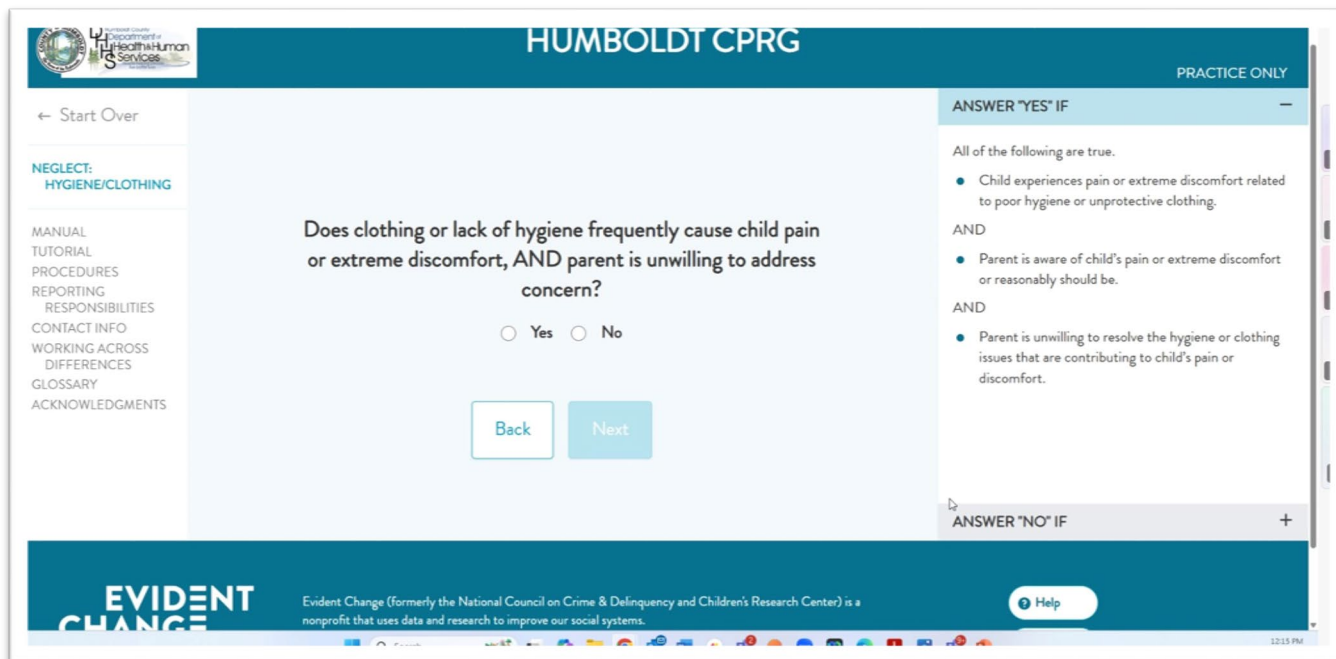 Humboldt County
Department of
Health & Human
Services
DHHS
HUMBOLDT CPRG
PRACTICE ONLY
← Start Over
NEGLECT:
HYGIENE/CLOTHING
MANUAL
TUTORIAL
PROCEDURES
REPORTING
RESPONSIBILITIES
CONTACT INFO
WORKING ACROSS
DIFFERENCES
GLOSSARY
ACKNOWLEDGMENTS
Does clothing or lack of hygiene frequently cause child pain
or extreme discomfort, AND parent is unwilling to address
concern?
Yes No
Back Next
ANSWER "YES" IF −
All of the following are true.
• Child experiences pain or extreme discomfort related
to poor hygiene or unprotective clothing.
AND
• Parent is aware of child's pain or extreme discomfort
or reasonably should be.
AND
• Parent is unwilling to resolve the hygiene or clothing
issues that are contributing to child's pain or
discomfort.
ANSWER "NO" IF +
EVIDENT
CHANGE
Evident Change (formerly the National Council on Crime & Delinquency and Children's Research Center) is a
nonprofit that uses data and research to improve our social systems.
Help
12:15 PM